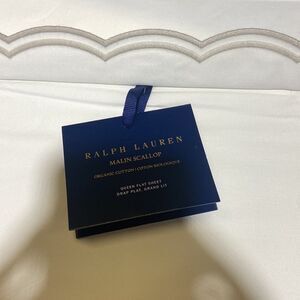 RALPH LAUREN
MALIN SCALLOP
ORGANIC COTTON | COTON BIOLOGIQUE
QUEEN FLAT SHEET
DRAP PLAT, GRAND LIT